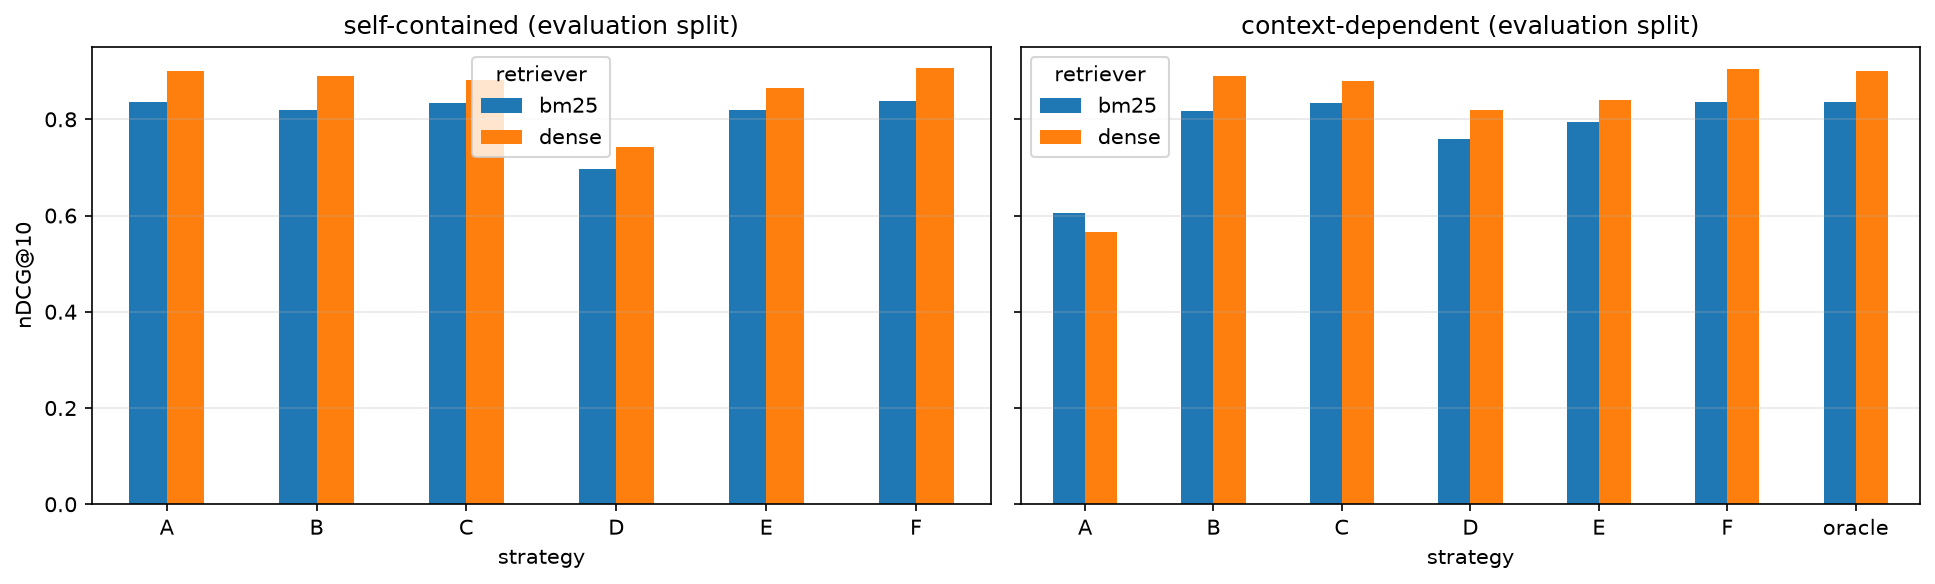 self-contained (evaluation split)
retriever
bm25
dense
0.8
0.6
0.4
0.2
0.0
nDCG@10
A B C D E F
strategy
context-dependent (evaluation split)
retriever
bm25
dense
A B C D E F oracle
strategy